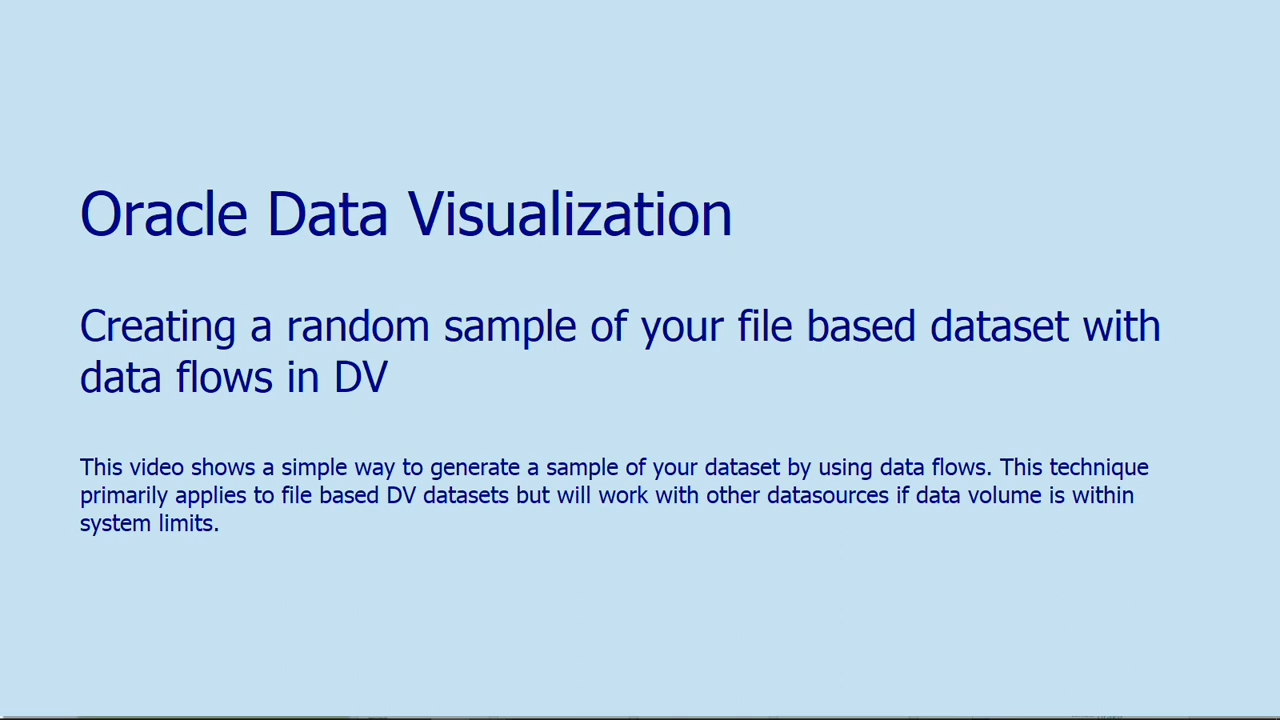 Oracle Data Visualization
Creating a random sample of your file based dataset with
data flows in DV
This video shows a simple way to generate a sample of your dataset by using data flows. This technique
primarily applies to file based DV datasets but will work with other datasources if data volume is within
system limits.